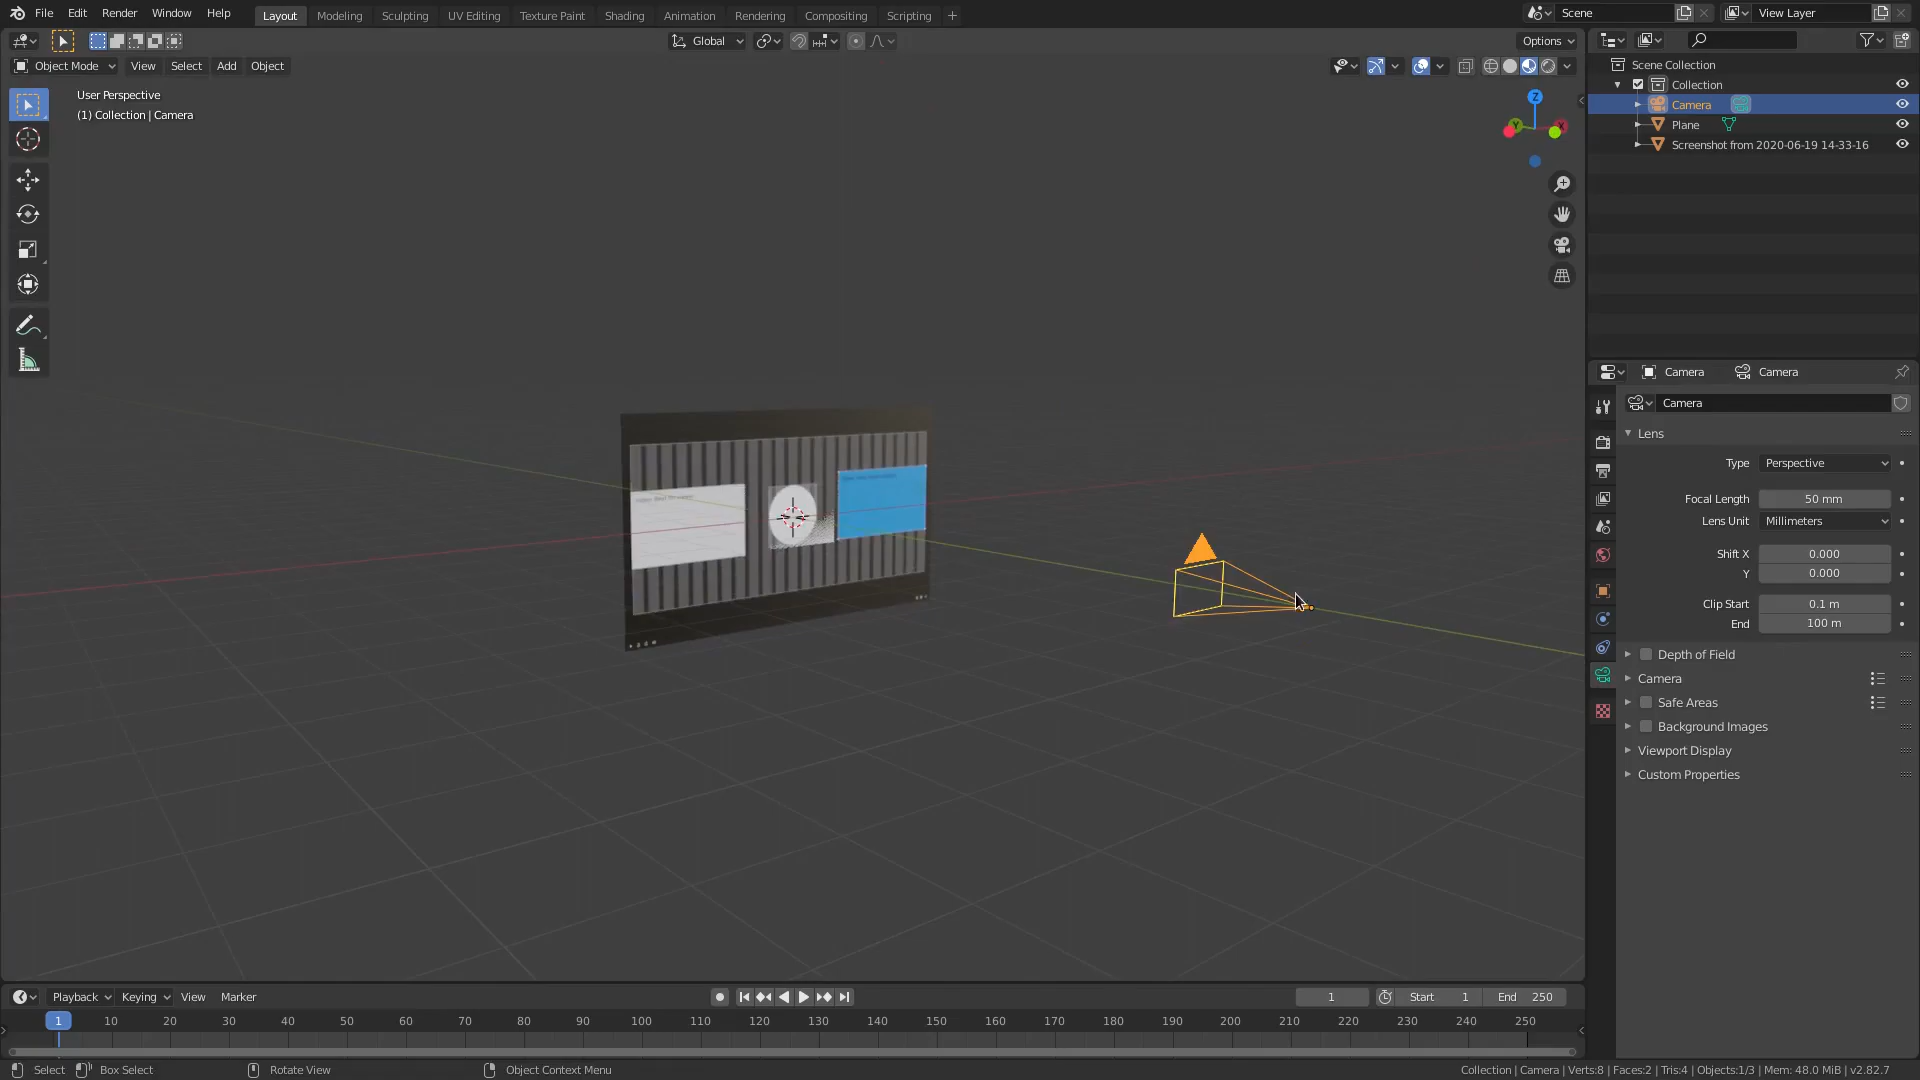 File Edit Render Window Help
Layout Modeling Sculpting UV Editing Texture Paint Shading Animation Rendering Compositing Scripting +
Scene
View Layer
Global
Options
Object Mode View Select Add Object
User Perspective
(1) Collection | Camera
Z
Y
X
Scene Collection
Collection
Camera
Plane
Screenshot from 2020-06-19 14-33-16
Camera Camera
Camera
Lens
Type Perspective
Focal Length 50 mm
Lens Unit Millimeters
Shift X 0.000
Y 0.000
Clip Start 0.1 m
End 100 m
Depth of Field
Camera
Safe Areas
Background Images
Viewport Display
Custom Properties
Playback Keying View Marker
1
Start 1
End 250
1 10 20 30 40 50 60 70 80 90 100 110 120 130 140 150 160 170 180 190 200 210 220 230 240 250
Select Box Select Rotate View Object Context Menu
Collection | Camera | Verts:8 | Faces:2 | Tris:4 | Objects:1/3 | Mem: 48.0 MiB | v2.82.7